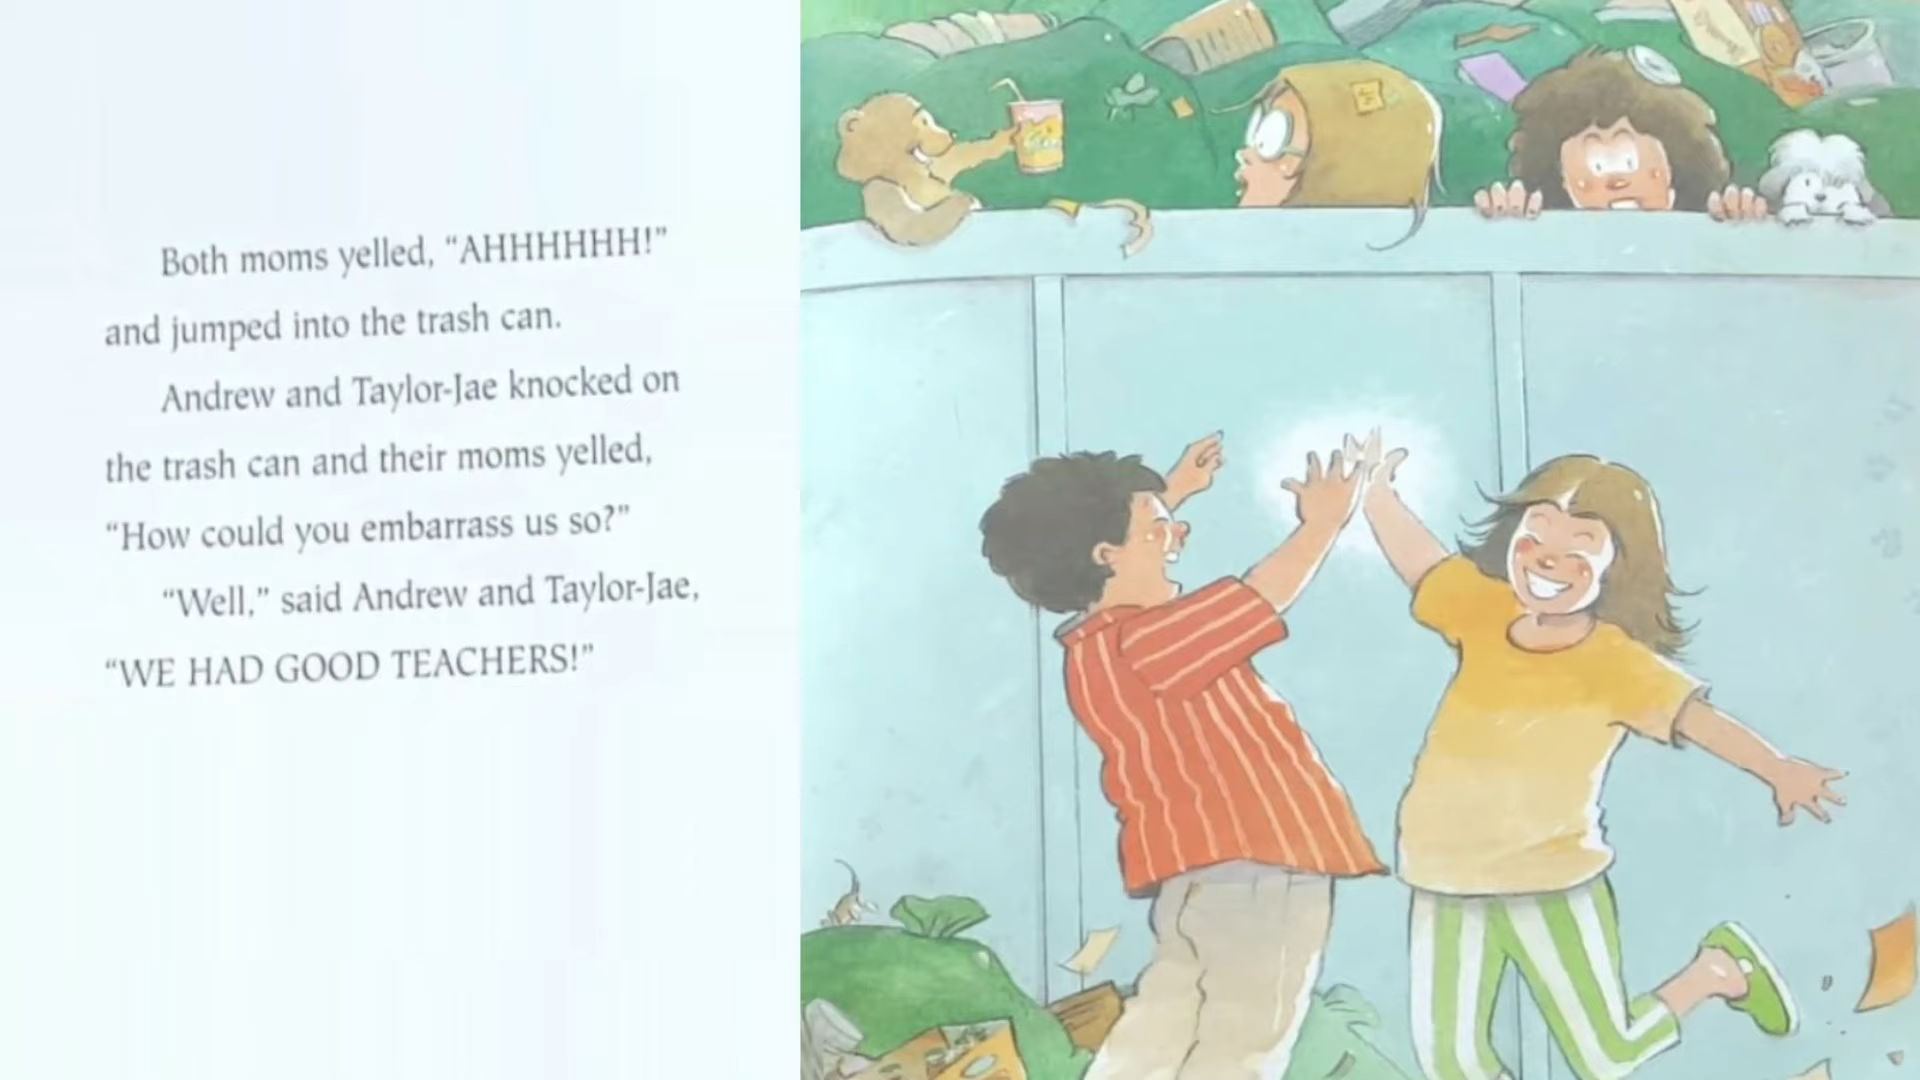 Both moms yelled, “AHHHHHH!”
and jumped into the trash can.
Andrew and Taylor-Jae knocked on
the trash can and their moms yelled,
“How could you embarrass us so?”
“Well,” said Andrew and Taylor-Jae,
“WE HAD GOOD TEACHERS!”